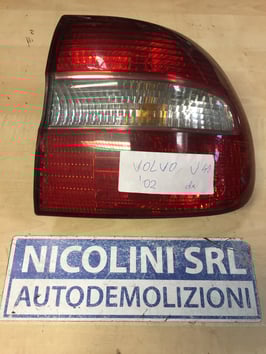 VOLVO V40
'02 dx
NICOLINI SRL
AUTODEMOLIZIONI